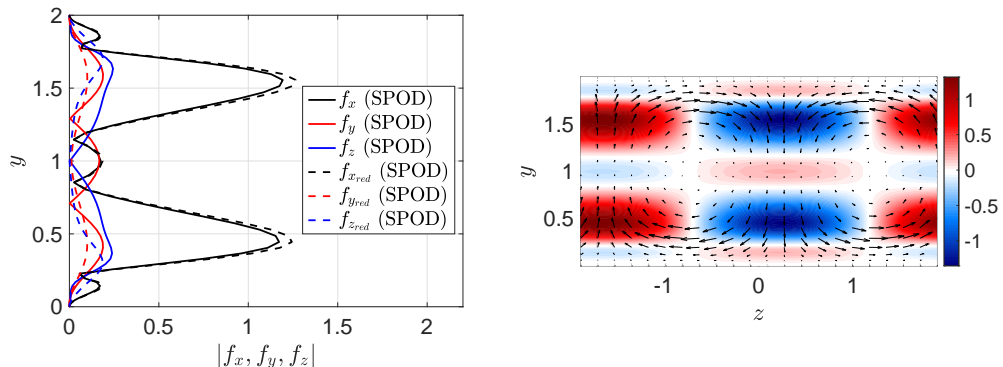 2
1.5
1
0.5
0
y
0
0.5
1
1.5
2
|f_x, f_y, f_z|
f_x (SPOD)
f_y (SPOD)
f_z (SPOD)
f_{x_{red}} (SPOD)
f_{y_{red}} (SPOD)
f_{z_{red}} (SPOD)
1.5
1
0.5
y
-1
0
1
z
1
0.5
0
-0.5
-1